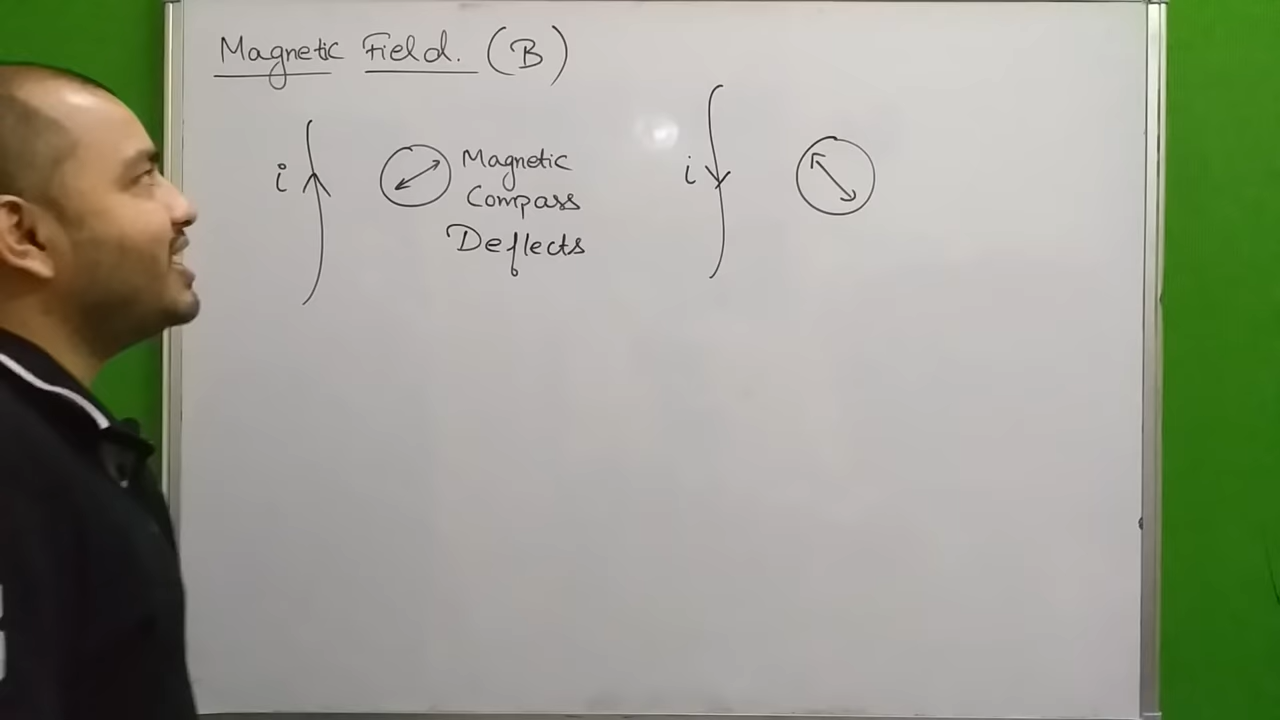 Magnetic Field. (B)
i
Magnetic
Compass
Deflects
i